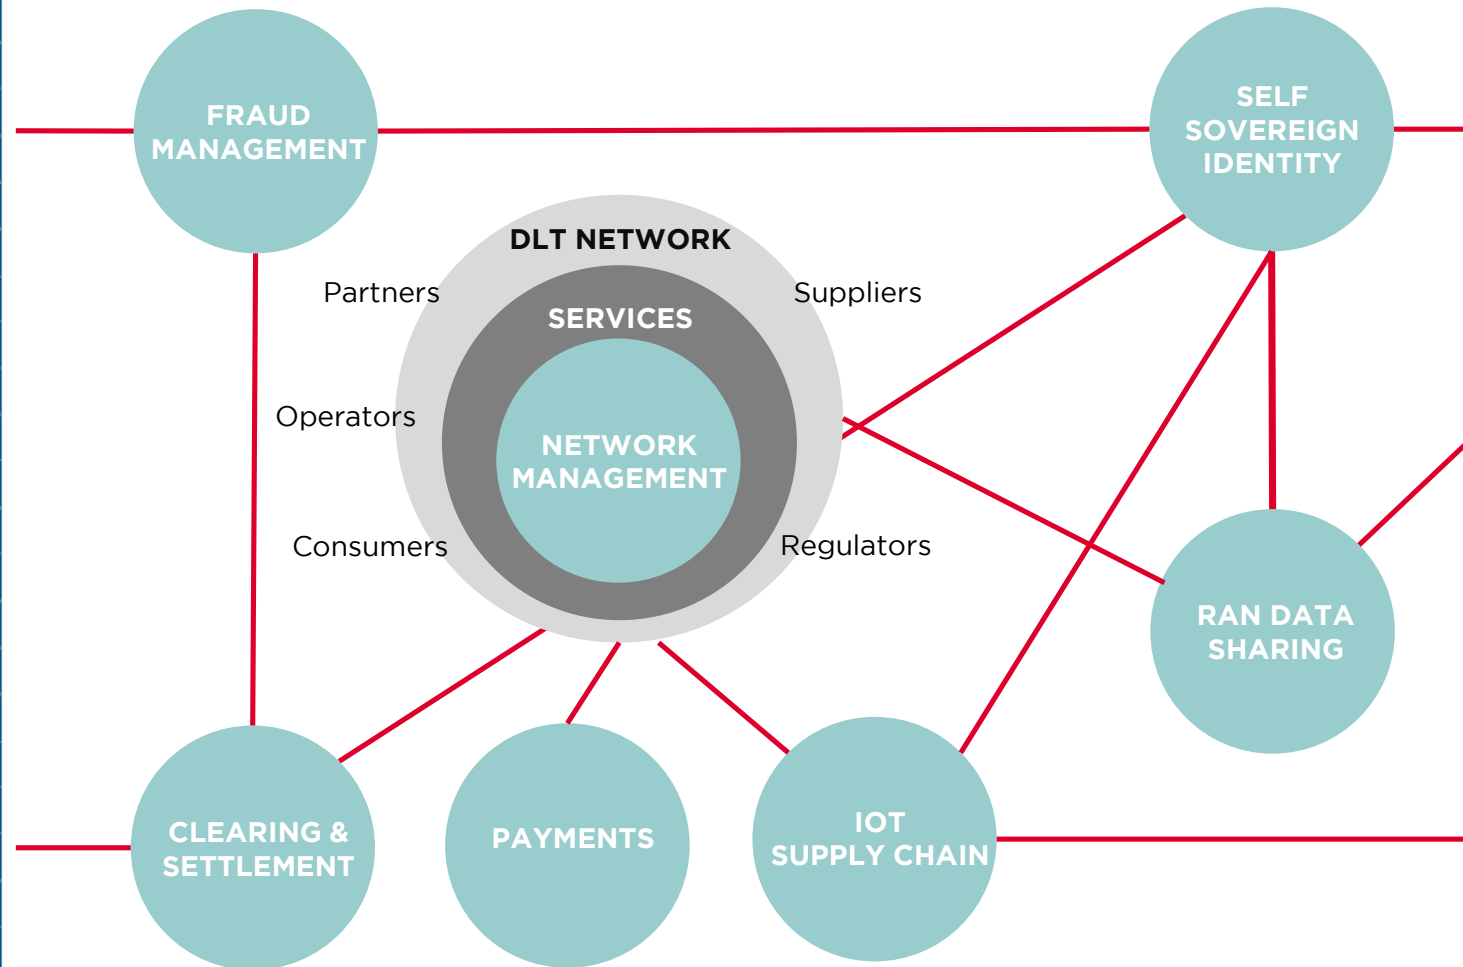 FRAUD
MANAGEMENT
SELF
SOVEREIGN
IDENTITY
DLT NETWORK
Partners
Suppliers
SERVICES
Operators
NETWORK
MANAGEMENT
Consumers
Regulators
RAN DATA
SHARING
CLEARING &
SETTLEMENT
PAYMENTS
IOT
SUPPLY CHAIN